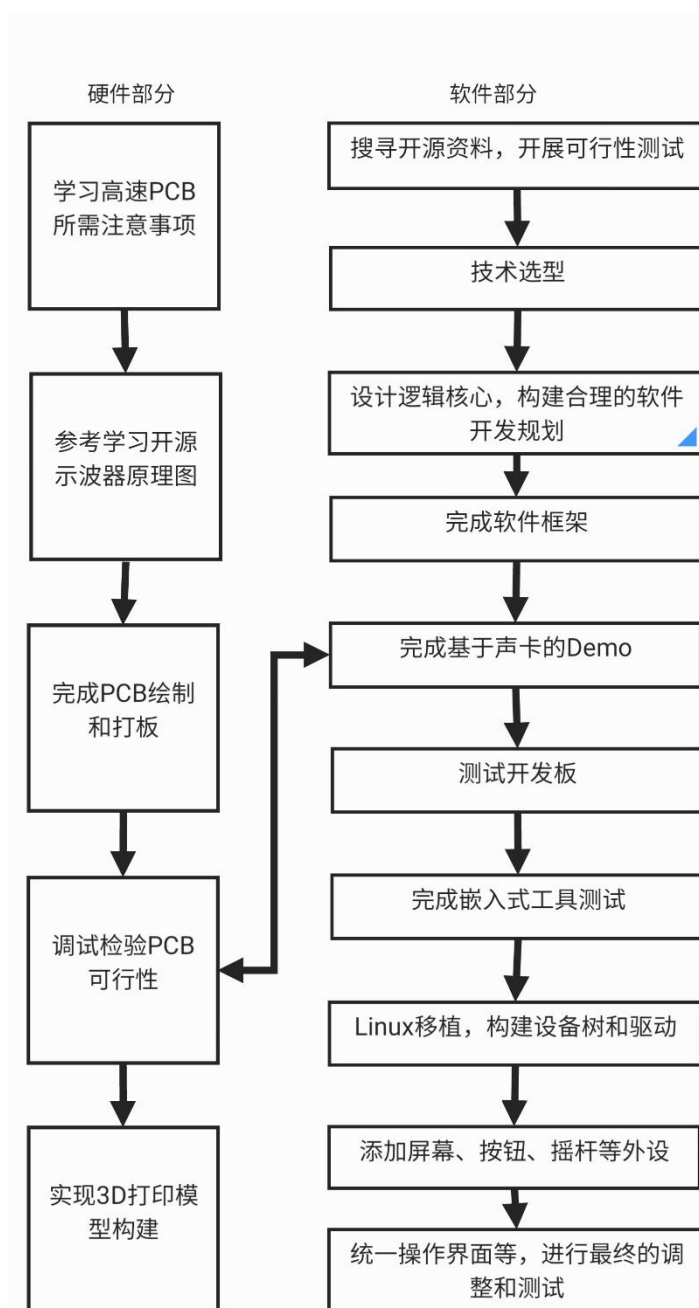 硬件部分
学习高速PCB
所需注意事项
参考学习开源
示波器原理图
完成PCB绘制
和打板
调试检验PCB
可行性
实现3D打印模
型构建
软件部分
搜寻开源资料，开展可行性测试
技术选型
设计逻辑核心，构建合理的软件
开发规划
完成软件框架
完成基于声卡的Demo
测试开发板
完成嵌入式工具测试
Linux移植，构建设备树和驱动
添加屏幕、按钮、摇杆等外设
统一操作界面等，进行最终的调
整和测试